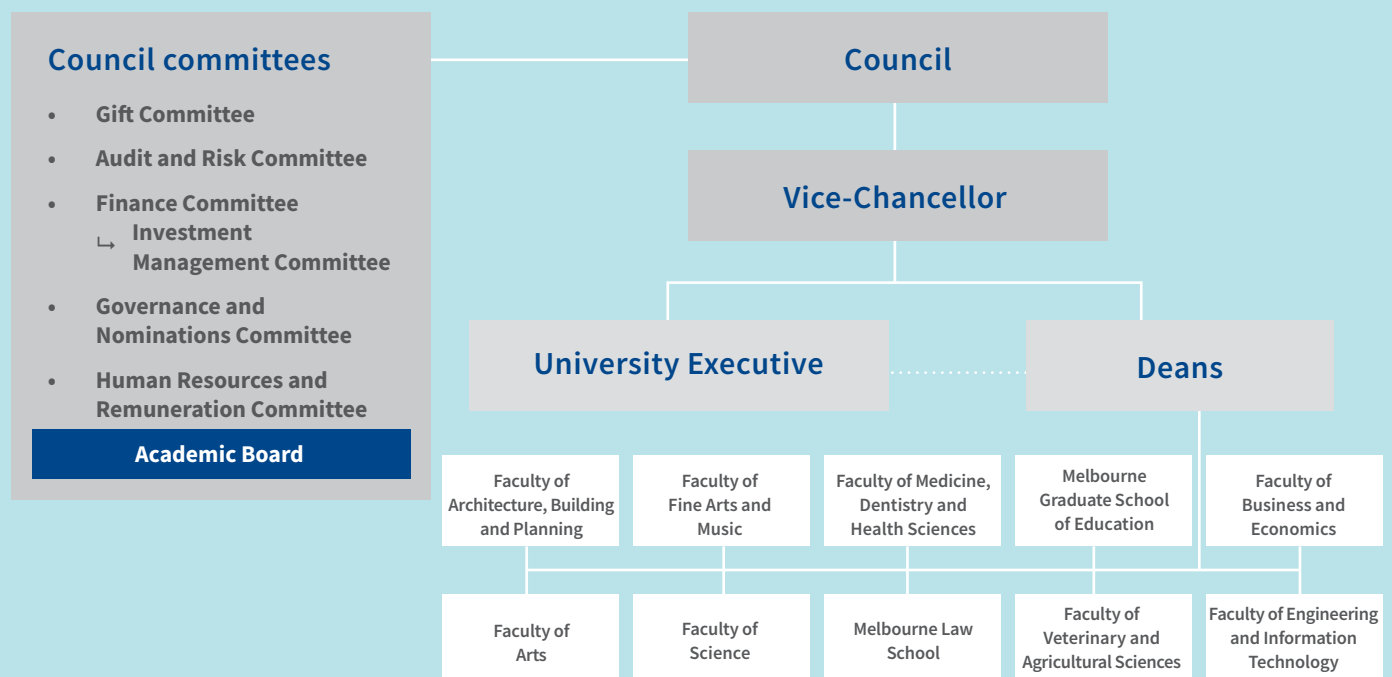 Council committees
• Gift Committee
• Audit and Risk Committee
• Finance Committee
↳ Investment
Management Committee
• Governance and
Nominations Committee
• Human Resources and
Remuneration Committee
Academic Board
Council
Vice-Chancellor
University Executive
Deans
Faculty of
Architecture, Building
and Planning
Faculty of
Fine Arts and
Music
Faculty of Medicine,
Dentistry and
Health Sciences
Melbourne
Graduate School
of Education
Faculty of
Business and
Economics
Faculty of
Arts
Faculty of
Science
Melbourne Law
School
Faculty of
Veterinary and
Agricultural Sciences
Faculty of Engineering
and Information
Technology